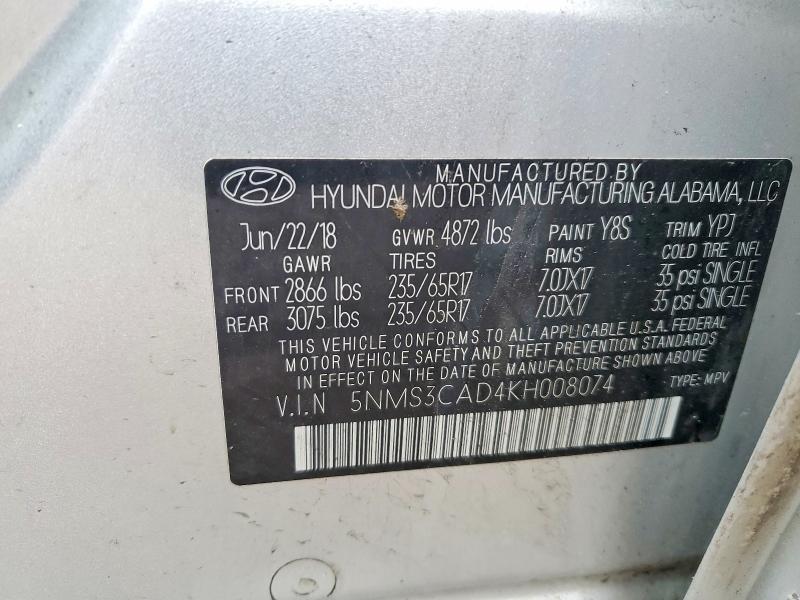 MANUFACTURED BY
HYUNDAI MOTOR MANUFACTURING ALABAMA, LLC
Jun/22/18 GVWR 4872 lbs PAINT Y8S TRIM YPJ
GAWR TIRES RIMS COLD TIRE INFL
FRONT 2866 lbs 235/65R17 7.0JX17 35 psi SINGLE
REAR 3075 lbs 235/65R17 7.0JX17 35 psi SINGLE
THIS VEHICLE CONFORMS TO ALL APPLICABLE U.S.A. FEDERAL
MOTOR VEHICLE SAFETY AND THEFT PREVENTION STANDARDS
IN EFFECT ON THE DATE OF MANUFACTURE SHOWN ABOVE
V.I.N 5NMS3CAD4KH008074 TYPE: MPV